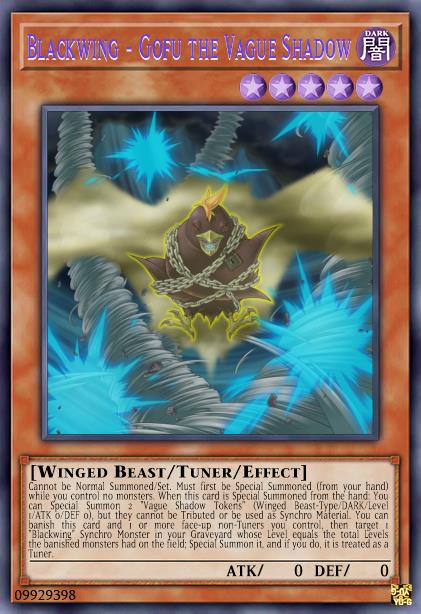 Blackwing - Gofu the Vague Shadow
DARK
闇
[Winged Beast/Tuner/Effect]
Cannot be Normal Summoned/Set. Must first be Special Summoned (from your hand)
while you control no monsters. When this card is Special Summoned from the hand: You
can Special Summon 2 "Vague Shadow Tokens" (Winged Beast-Type/DARK/Level
1/ATK 0/DEF 0), but they cannot be Tributed or be used as Synchro Material. You can
banish this card and 1 or more face-up non-Tuners you control, then target 1
"Blackwing" Synchro Monster in your Graveyard whose Level equals the total Levels
the banished monsters had on the field; Special Summon it, and if you do, it is treated as a
Tuner.
ATK/ 0 DEF/ 0
09929398